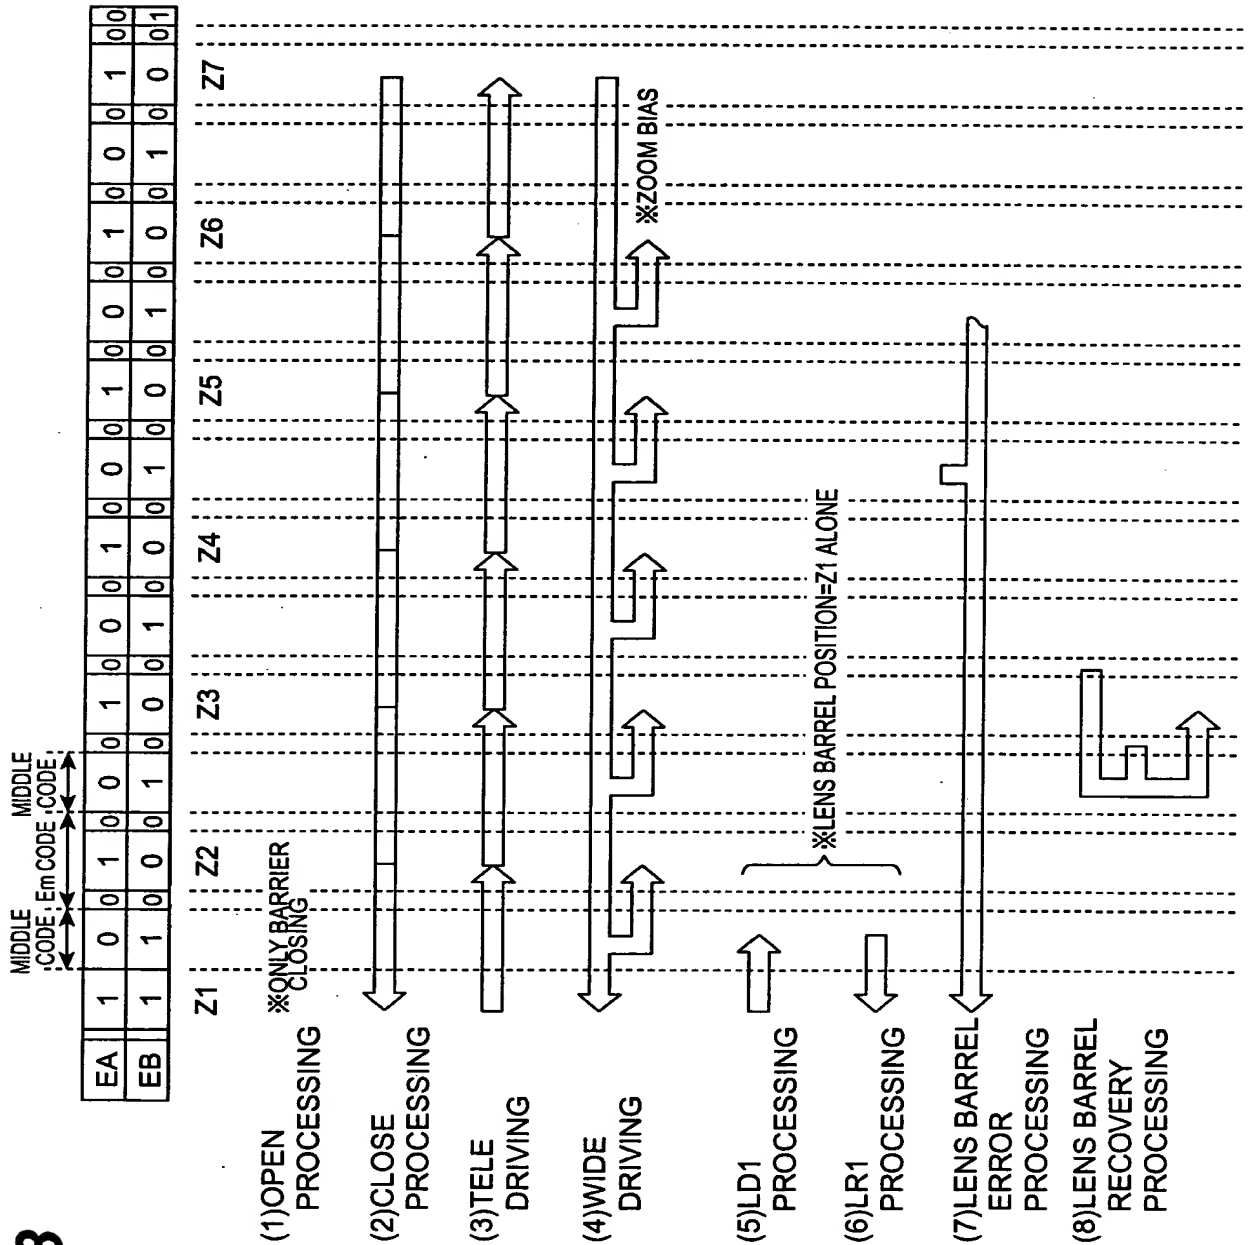 MIDDLE CODE
Em CODE
MIDDLE CODE
EA 1 0 0 1 0 0 0 1 0 0 0 1 0 0 0 1 0 0 0 1 0 0 0 1 0 0
EB 1 1 0 0 0 1 0 0 0 1 0 0 0 1 0 0 0 1 0 0 0 1 0 0 0 1
Z1 Z2 Z3 Z4 Z5 Z6 Z7
(1)OPEN
PROCESSING
※ONLY BARRIER
CLOSING
(2)CLOSE
PROCESSING
(3)TELE
DRIVING
(4)WIDE
DRIVING
※ZOOM BIAS
(5)LD1
PROCESSING
(6)LR1
PROCESSING
※LENS BARREL POSITION=Z1 ALONE
(7)LENS BARREL
ERROR
PROCESSING
(8)LENS BARREL
RECOVERY
PROCESSING